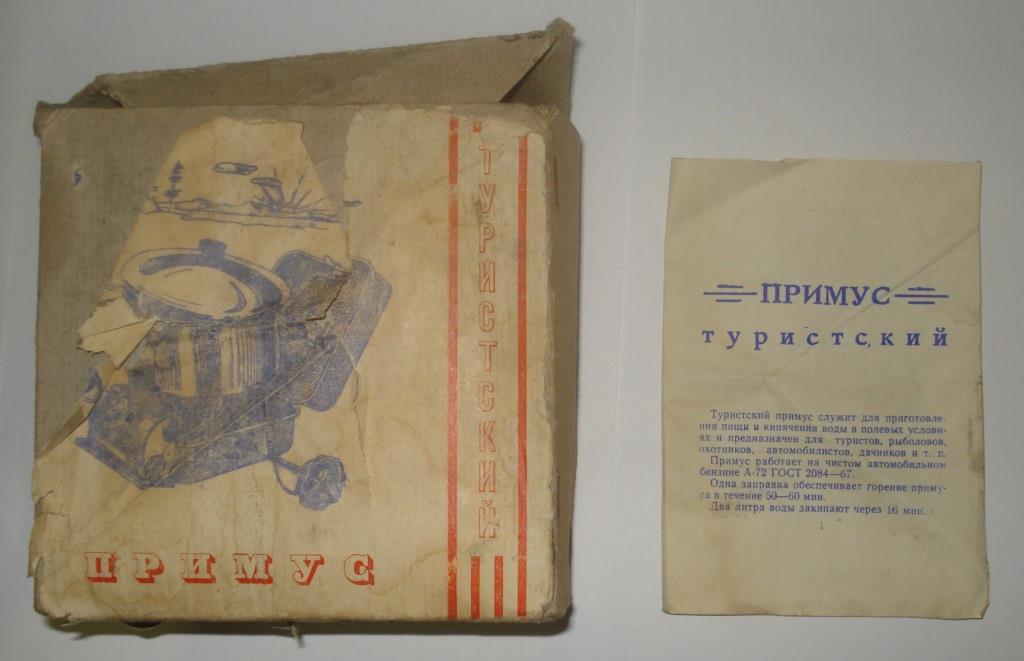 ТУРИСТСКИЙ
ПРИМУС
ПРИМУС
туристский
Туристский примус служит для приготовле-
ния пищи и кипячения воды в полевых услови-
ях и предназначен для туристов, рыболовов,
охотников, автомобилистов, дачников и т. п.
Примус работает на чистом автомобильном
бензине А-72 ГОСТ 2084—67.
Одна заправка обеспечивает горение приму-
са в течение 50—60 мин.
Два литра воды закипают через 16 мин.